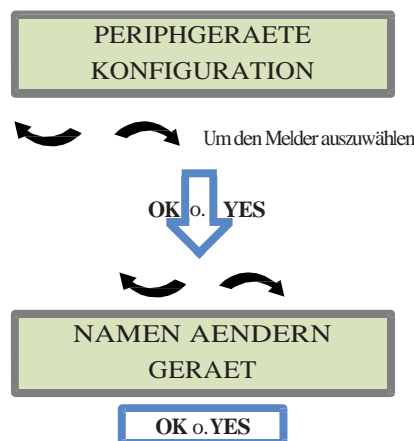 PERIPHGERAETE
KONFIGURATION
Um den Melder auszuwählen
OK o. YES
NAMEN AENDERN
GERAET
OK o. YES